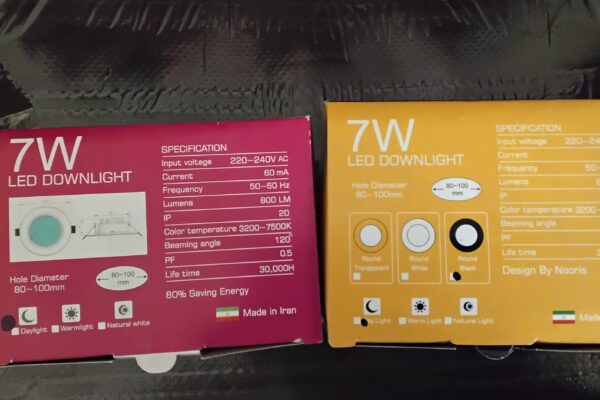 7W
LED DOWNLIGHT
Hole Diameter
80~100mm
80~100
mm
Daylight
Warmlight
Natural white
SPECIFICATION
Input voltage 220~240V AC
Current 60 mA
Frequency 50~60 Hz
Lumens 800 LM
IP 20
Color temperature 3200~7500K
Beaming angle 120°
PF 0.5
Life time 30,000H
80% Saving Energy
Made in Iran
7W
LED DOWNLIGHT
Hole Diameter
80~100mm
80~100
mm
Round
Transparent
Round
White
Round
Black
Light
Warm Light
Natural Light
SPECIFICATION
Input voltage
Current
Frequency
Lumens
IP
Color temperature 3200
Beaming angle
PF
Life time
Design By Nooris